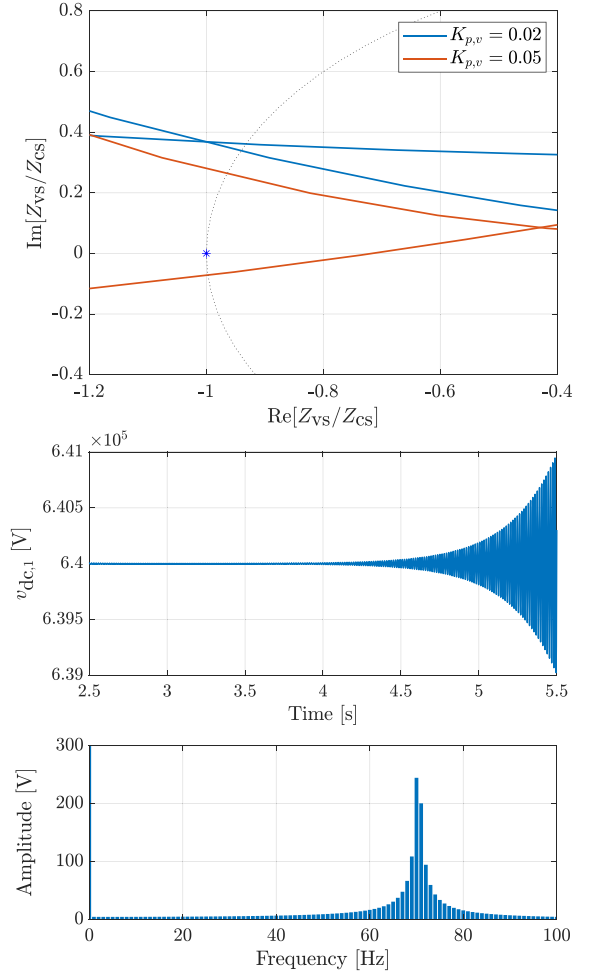 0.8
0.6
0.4
0.2
0
-0.2
-0.4
Im[Z_vs/Z_cs]
K_{p,v} = 0.02
K_{p,v} = 0.05
-1.2 -1 -0.8 -0.6 -0.4
Re[Z_vs/Z_cs]
×10^5
6.41
6.405
6.4
6.395
6.39
v_{dc,1} [V]
2.5 3 3.5 4 4.5 5 5.5
Time [s]
300
200
100
0
Amplitude [V]
0 20 40 60 80 100
Frequency [Hz]